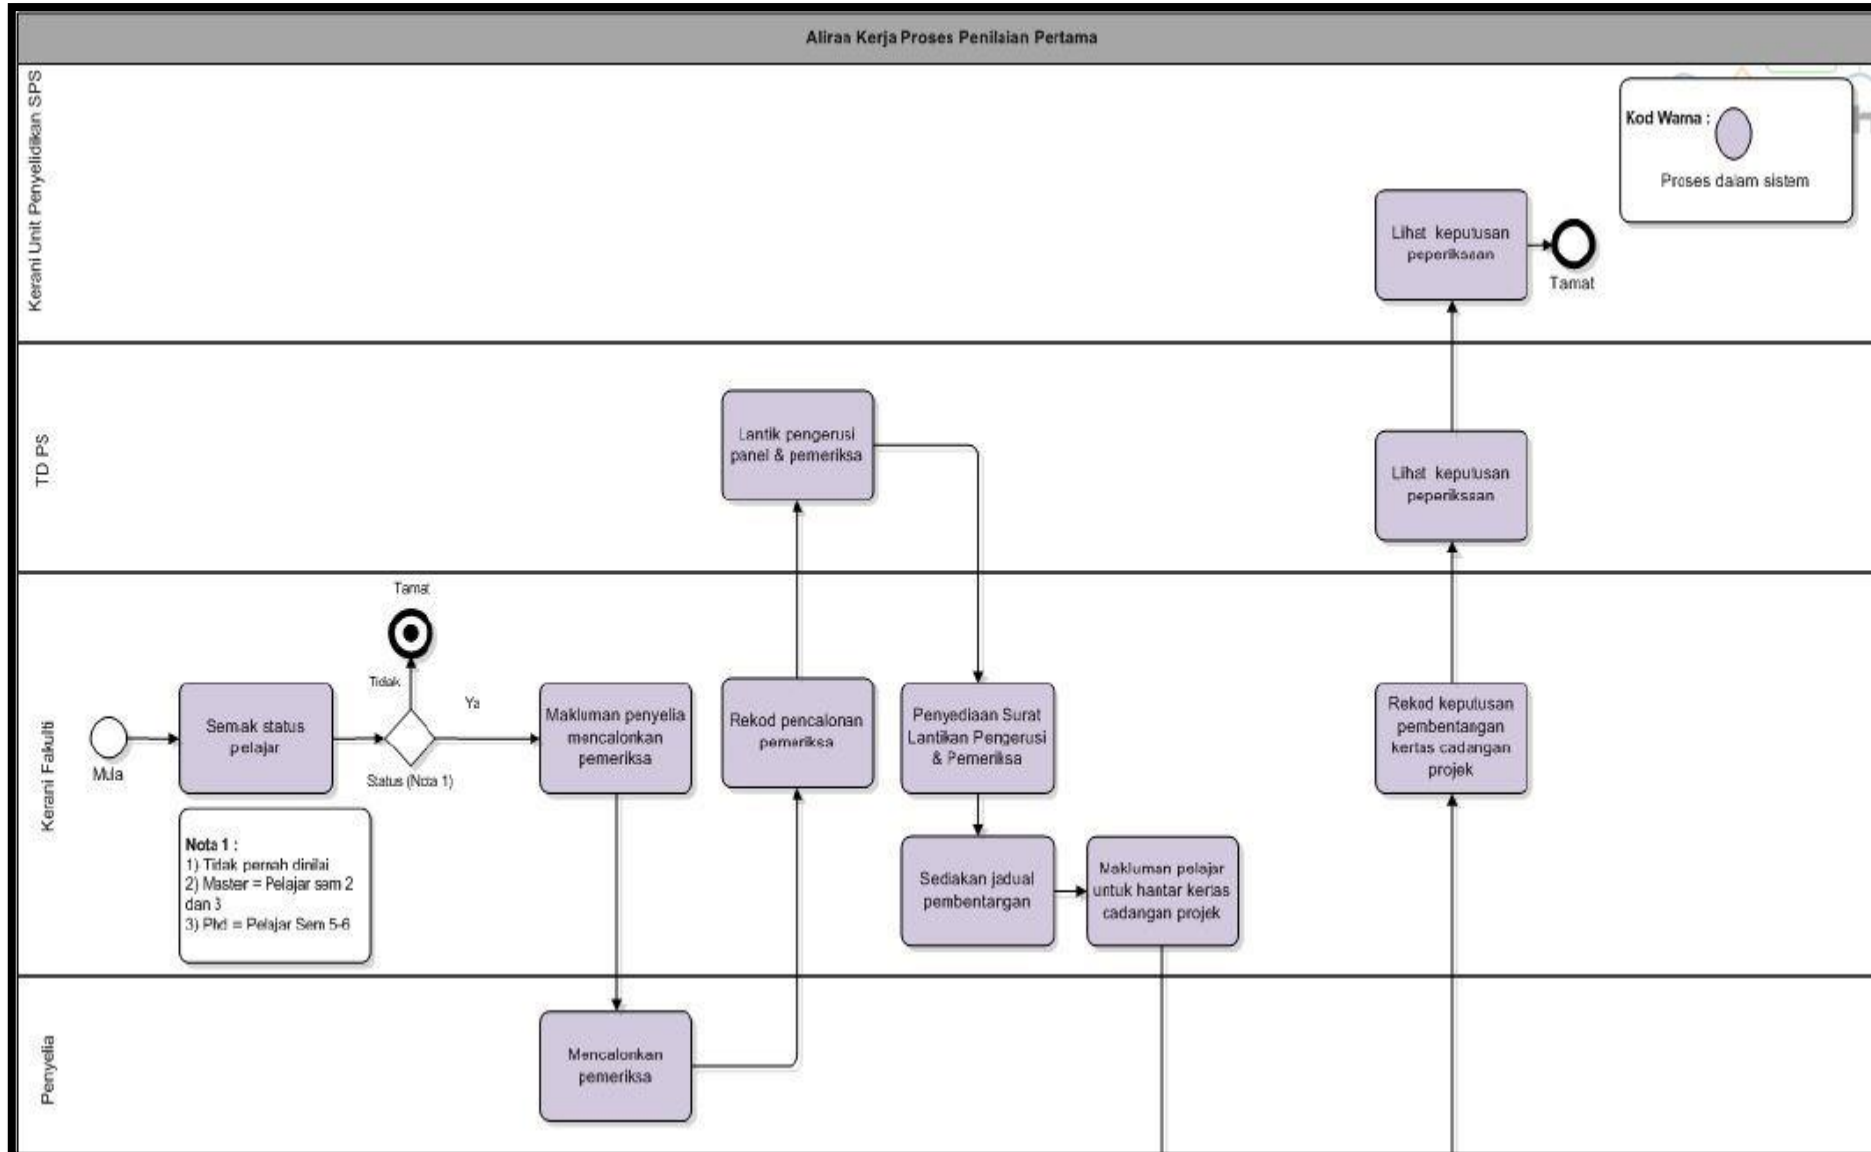 Aliran Kerja Proses Penilaian Pertama
Kerani Unit Penyelidikan SPS
Kod Warna :
Proses dalam sistem
Lihat keputusan
peperiksaan
Tamat
TD PS
Lantik pengerusi
panel & pemeriksa
Lihat keputusan
peperiksaan
Kerani Fakulti
Tamat
Tidak
Ya
Mula
Semak status
pelajar
Status (Nota 1)
Makluman penyelia
mencalonkan
pemeriksa
Rekod pencalonan
pemeriksa
Penyediaan Surat
Lantikan Pengerusi
& Pemeriksa
Rekod keputusan
pembentangan
kertas cadangan
projek
Nota 1 :
1) Tidak pernah dinilai
2) Master = Pelajar sem 2
dan 3
3) Phd = Pelajar Sem 5-6
Sediakan jadual
pembentangan
Makluman pelajar
untuk hantar kertas
cadangan projek
Penyelia
Mencalonkan
pemeriksa